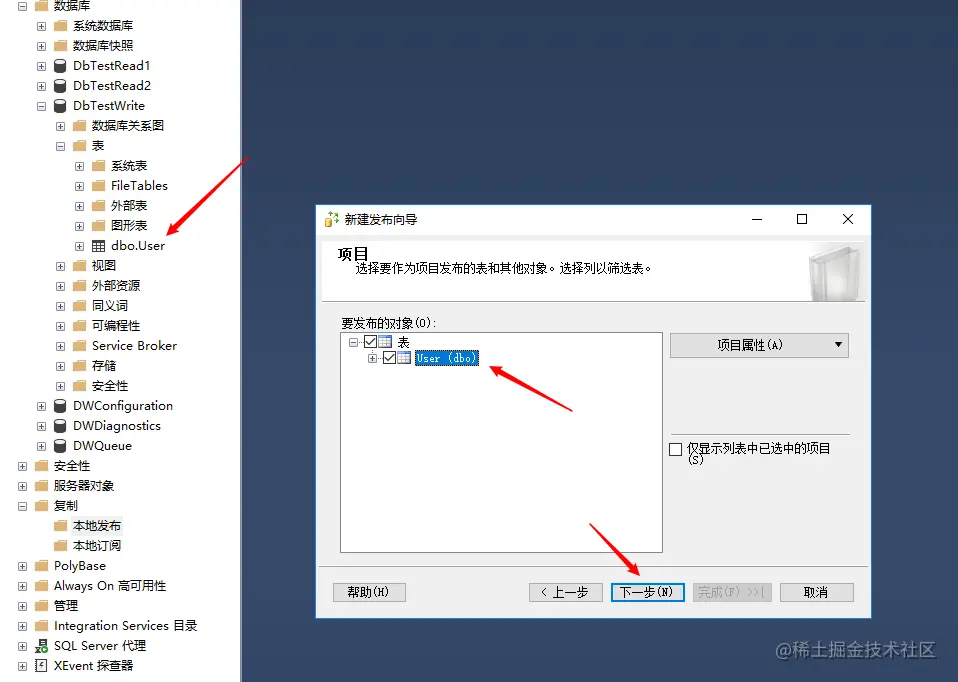 数据库
系统数据库
数据库快照
DbTestRead1
DbTestRead2
DbTestWrite
数据库关系图
表
系统表
FileTables
外部表
图形表
dbo.User
视图
外部资源
同义词
可编程性
Service Broker
存储
安全性
DWConfiguration
DWDiagnostics
DWQueue
安全性
服务器对象
复制
本地发布
本地订阅
PolyBase
Always On 高可用性
管理
Integration Services 目录
SQL Server 代理
XEvent 探查器
新建发布向导
项目
选择要作为项目发布的表和其他对象。选择列以筛选表。
要发布的对象(O):
表
User (dbo)
项目属性(A)
仅显示列表中已选中的项目
(S)
帮助(H)
< 上一步
下一步(N)
完成(F) >>|
取消
@稀土掘金技术社区